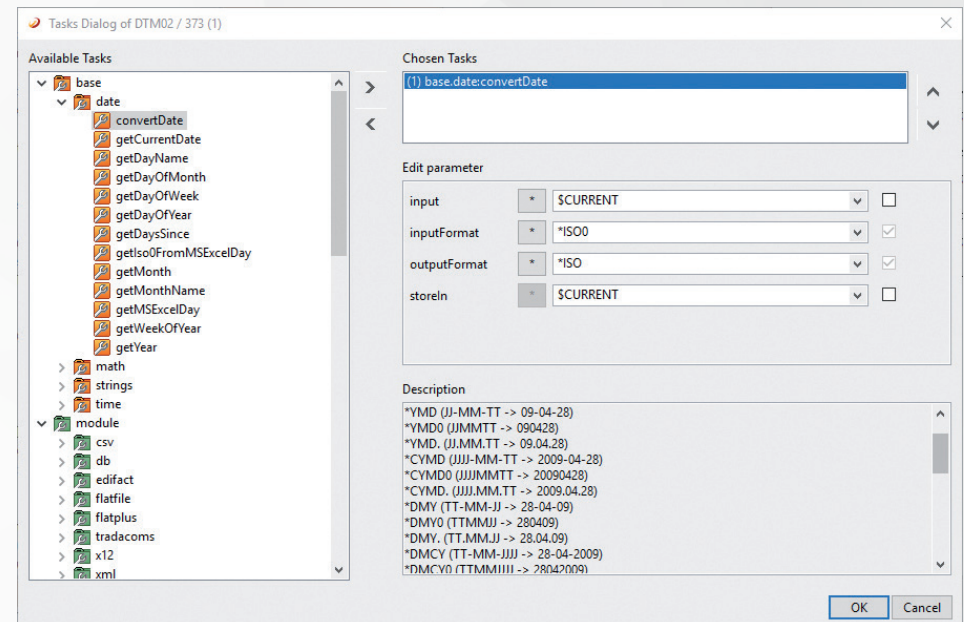 Tasks Dialog of DTM02 / 373 (1)
Available Tasks
base
date
convertDate
getCurrentDate
getDayName
getDayOfMonth
getDayOfWeek
getDayOfYear
getDaysSince
getIso0FromMSExcelDay
getMonth
getMonthName
getMSExcelDay
getWeekOfYear
getYear
math
strings
time
module
csv
db
edifact
flatfile
flatplus
tradacoms
x12
xml
Chosen Tasks
(1) base.date:convertDate
Edit parameter
input * $CURRENT
inputFormat * *ISO0
outputFormat * *ISO
storeIn * $CURRENT
Description
*YMD (JJ-MM-TT -> 09-04-28)
*YMD0 (JJMMTT -> 090428)
*YMD. (JJ.MM.TT -> 09.04.28)
*CYMD (JJJJ-MM-TT -> 2009-04-28)
*CYMD0 (JJJJMMTT -> 20090428)
*CYMD. (JJJJ.MM.TT -> 2009.04.28)
*DMY (TT-MM-JJ -> 28-04-09)
*DMY0 (TTMMJJ -> 280409)
*DMY. (TT.MM.JJ -> 28.04.09)
*DMCY (TT-MM-JJJJ -> 28-04-2009)
*DMCY0 (TTMMJJJJ -> 28042009)
OK Cancel